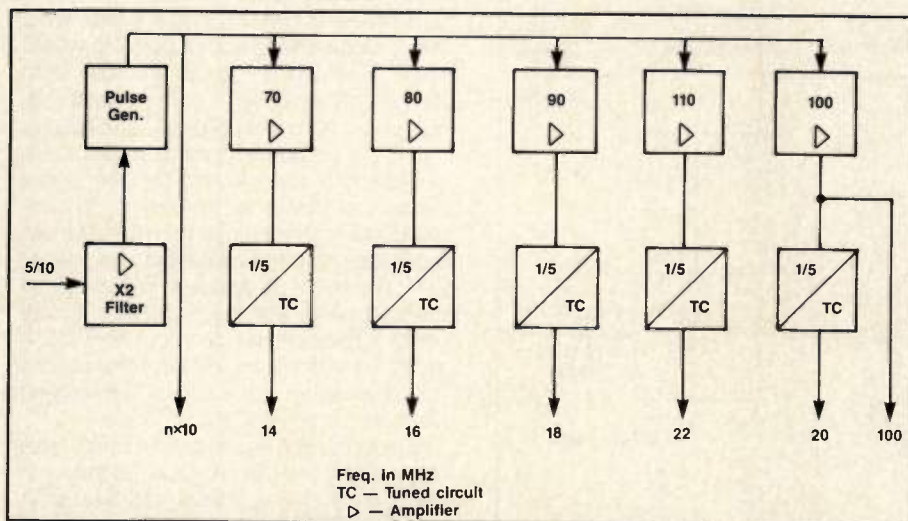 Pulse
Gen.
70
80
90
110
100
5/10
X2
Filter
1/5
TC
1/5
TC
1/5
TC
1/5
TC
1/5
TC
n×10
14
16
18
22
20
100
Freq. in MHz
TC — Tuned circuit
▷ — Amplifier